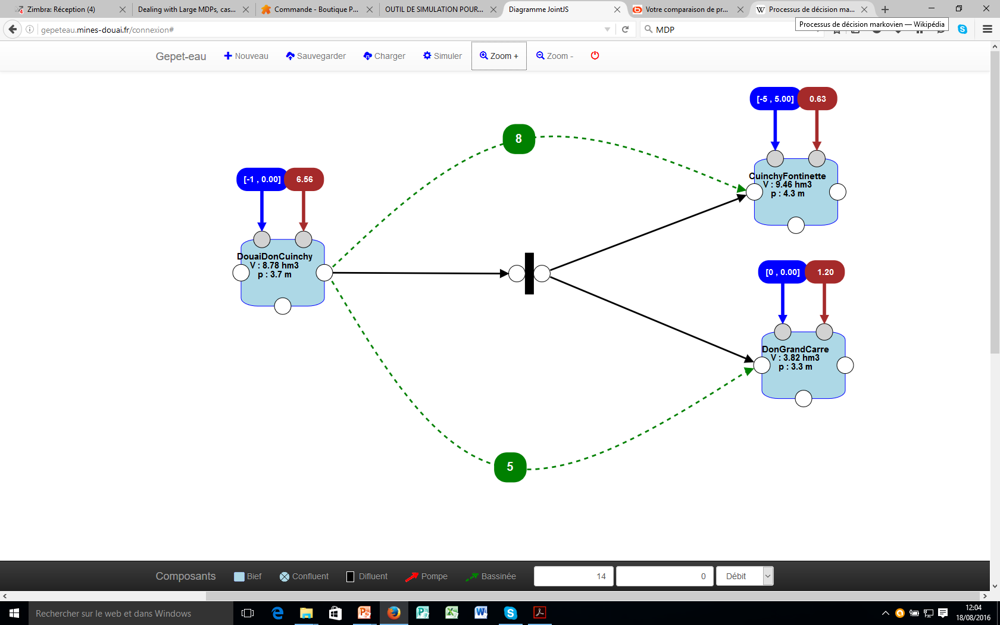 Zimbra: Réception (4)
Dealing with Large MDPs, cas...
Commande - Boutique P...
OUTIL DE SIMULATION POUR...
Diagramme JointJS
Votre comparaison de pr...
W Processus de décision ma...
gepeteau.mines-douai.fr/connexion#
MDP
Processus de décision markovien — Wikipédia
Gepet-eau
Nouveau
Sauvegarder
Charger
Simuler
Zoom +
Zoom -
[-5 , 5.00]
0.63
8
CuinchyFontinette
V : 9.46 hm3
p : 4.3 m
[-1 , 0.00]
6.56
DouaiDonCuinchy
V : 8.78 hm3
p : 3.7 m
[0 , 0.00]
1.20
DonGrandCarre
V : 3.82 hm3
p : 3.3 m
5
Composants
Bief
Confluent
Difluent
Pompe
Bassinée
14
0
Débit
Rechercher sur le web et dans Windows
12:04
18/08/2016